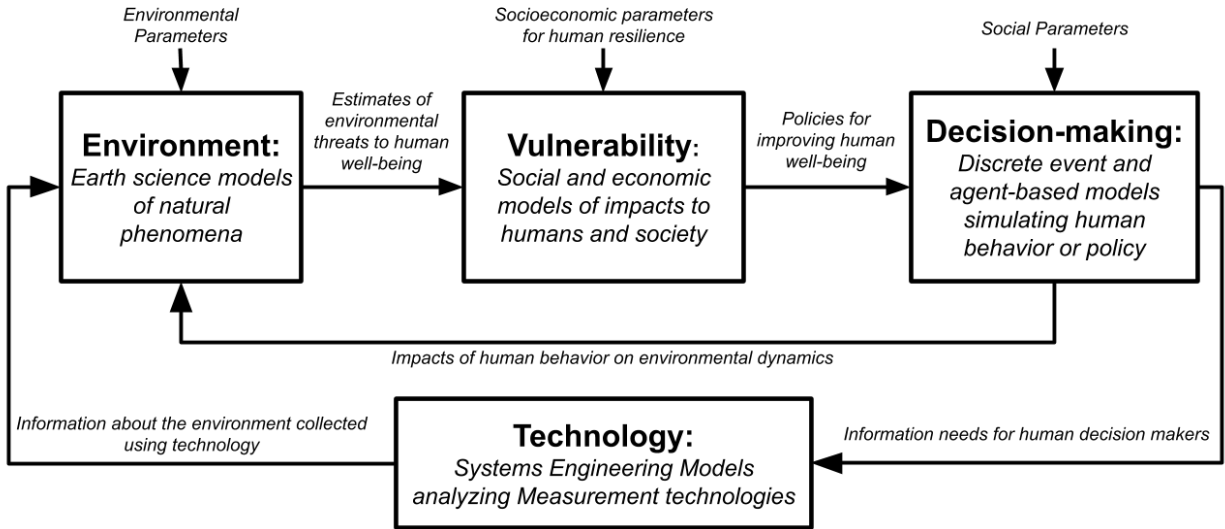 Environmental
Parameters
Socioeconomic parameters
for human resilience
Social Parameters
Environment:
Earth science models
of natural
phenomena
Estimates of
environmental
threats to human
well-being
Vulnerability:
Social and economic
models of impacts to
humans and society
Policies for
improving human
well-being
Decision-making:
Discrete event and
agent-based models
simulating human
behavior or policy
Impacts of human behavior on environmental dynamics
Information about the environment collected
using technology
Technology:
Systems Engineering Models
analyzing Measurement technologies
Information needs for human decision makers